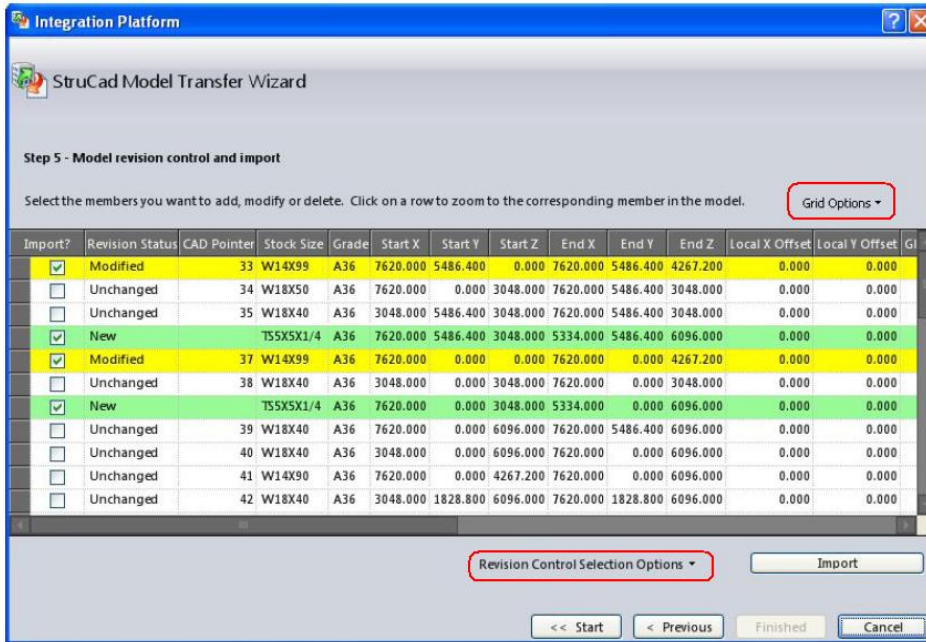 Integration Platform
StruCad Model Transfer Wizard
Step 5 - Model revision control and import
Select the members you want to add, modify or delete. Click on a row to zoom to the corresponding member in the model.
Grid Options
Import? Revision Status CAD Pointer Stock Size Grade Start X Start Y Start Z End X End Y End Z Local X Offset Local Y Offset Gl
Modified 33 W14X99 A36 7620.000 5486.400 0.000 7620.000 5486.400 4267.200 0.000 0.000
Unchanged 34 W18X50 A36 7620.000 0.000 3048.000 7620.000 5486.400 3048.000 0.000 0.000
Unchanged 35 W18X40 A36 3048.000 5486.400 3048.000 7620.000 5486.400 3048.000 0.000 0.000
New TS5X5X1/4 A36 7620.000 5486.400 3048.000 5334.000 5486.400 6096.000 0.000 0.000
Modified 37 W14X99 A36 7620.000 0.000 0.000 7620.000 0.000 4267.200 0.000 0.000
Unchanged 38 W18X40 A36 3048.000 0.000 3048.000 7620.000 0.000 3048.000 0.000 0.000
New TS5X5X1/4 A36 7620.000 0.000 3048.000 5334.000 0.000 6096.000 0.000 0.000
Unchanged 39 W18X40 A36 7620.000 0.000 6096.000 7620.000 5486.400 6096.000 0.000 0.000
Unchanged 40 W18X40 A36 3048.000 0.000 6096.000 7620.000 0.000 6096.000 0.000 0.000
Unchanged 41 W14X90 A36 7620.000 0.000 4267.200 7620.000 0.000 6096.000 0.000 0.000
Unchanged 42 W18X40 A36 3048.000 1828.800 6096.000 7620.000 1828.800 6096.000 0.000 0.000
Revision Control Selection Options
Import
<< Start < Previous Finished Cancel